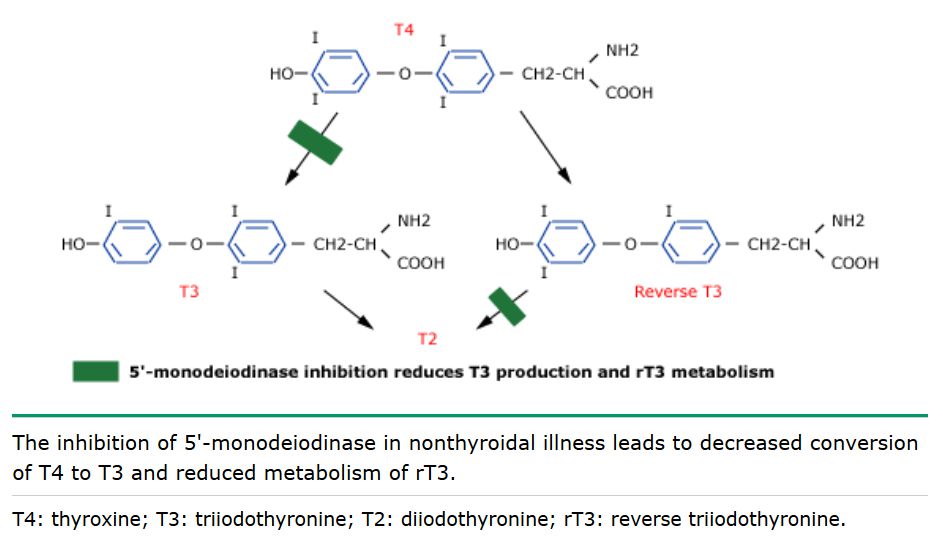 T4
I
I
NH2
HO
O
CH2-CH
I
I
COOH
I
I
NH2
HO
O
CH2-CH
I
COOH
T3
I
I
NH2
HO
O
CH2-CH
I
COOH
Reverse T3
T2
5'-monodeiodinase inhibition reduces T3 production and rT3 metabolism
The inhibition of 5'-monodeiodinase in nonthyroidal illness leads to decreased conversion
of T4 to T3 and reduced metabolism of rT3.
T4: thyroxine; T3: triiodothyronine; T2: diiodothyronine; rT3: reverse triiodothyronine.